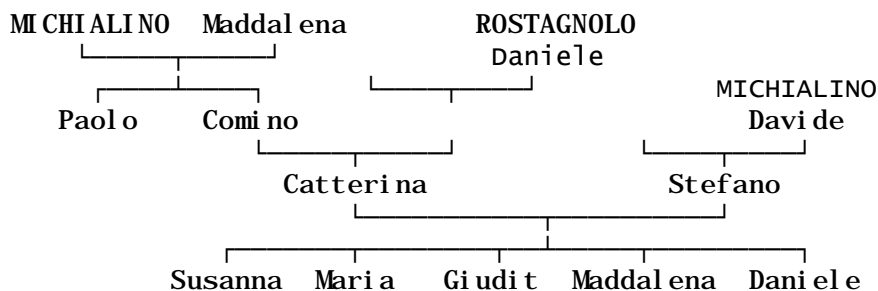 MICHIALINO Maddalena ROSTAGNOLO
Daniele
MICHIALINO
Paolo Comino Davide
Catterina Stefano
Susanna Maria Giudit Maddalena Daniele